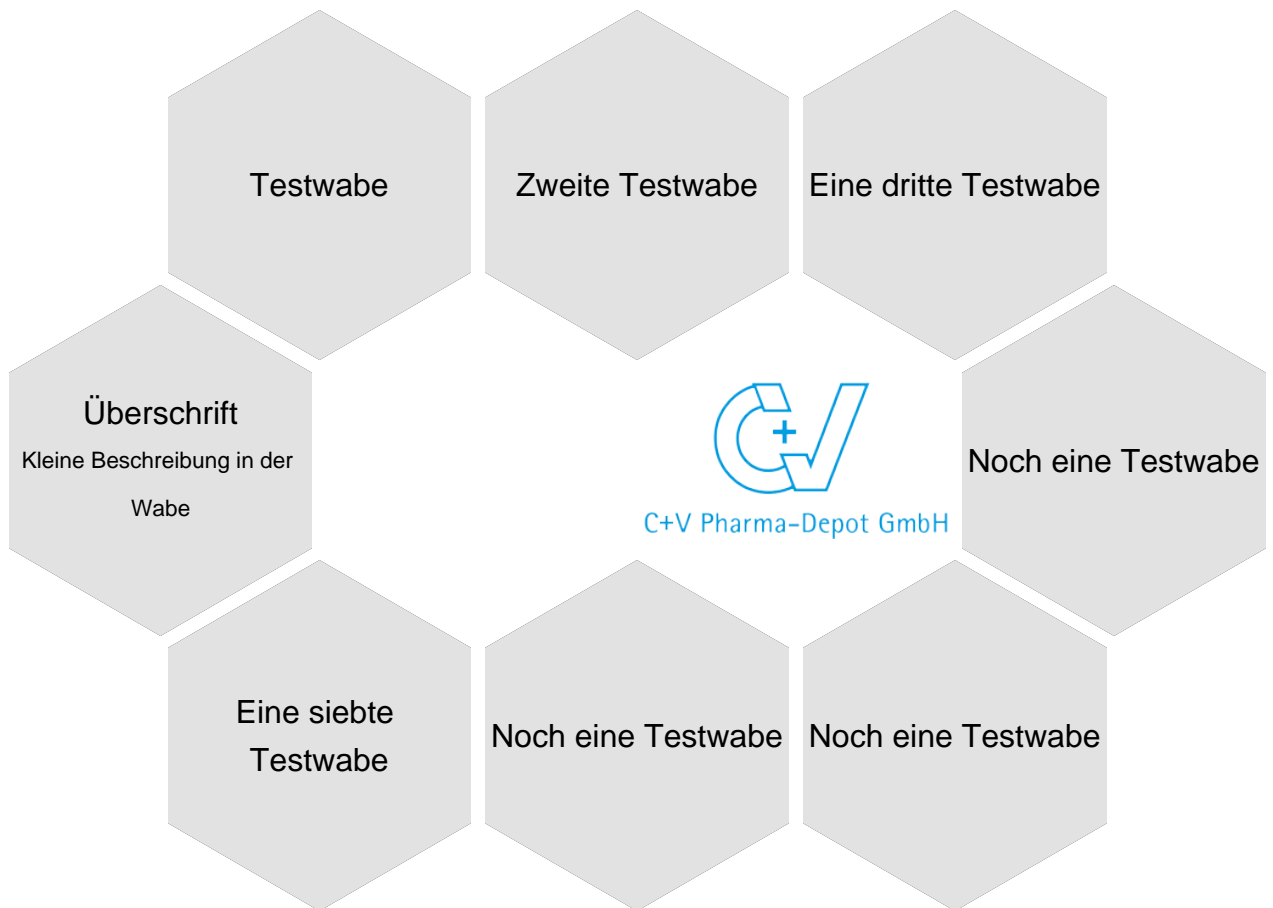 Testwabe
Zweite Testwabe
Eine dritte Testwabe
Überschrift
Kleine Beschreibung in der
Wabe
C+V
C+V Pharma-Depot GmbH
Noch eine Testwabe
Eine siebte
Testwabe
Noch eine Testwabe
Noch eine Testwabe